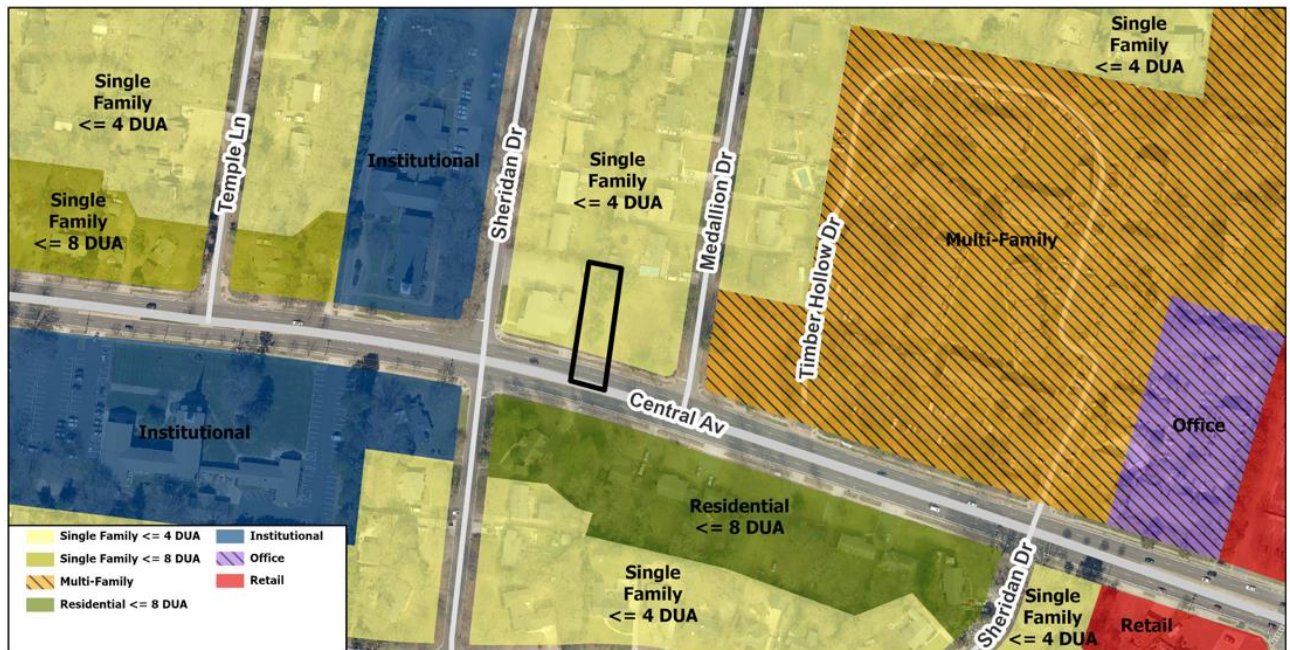 Single
Family
<= 4 DUA
Single
Family
<= 4 DUA
Temple Ln
Institutional
Sheridan Dr
Single
Family
<= 4 DUA
Medallion Dr
Single
Family
<= 8 DUA
Timber Hollow Dr
Multi-Family
Central Av
Office
Institutional
Residential
<= 8 DUA
Single
Family
<= 4 DUA
Sheridan Dr
Single
Family
<= 4 DUA
Retail
Single Family <= 4 DUA
Single Family <= 8 DUA
Multi-Family
Residential <= 8 DUA
Institutional
Office
Retail